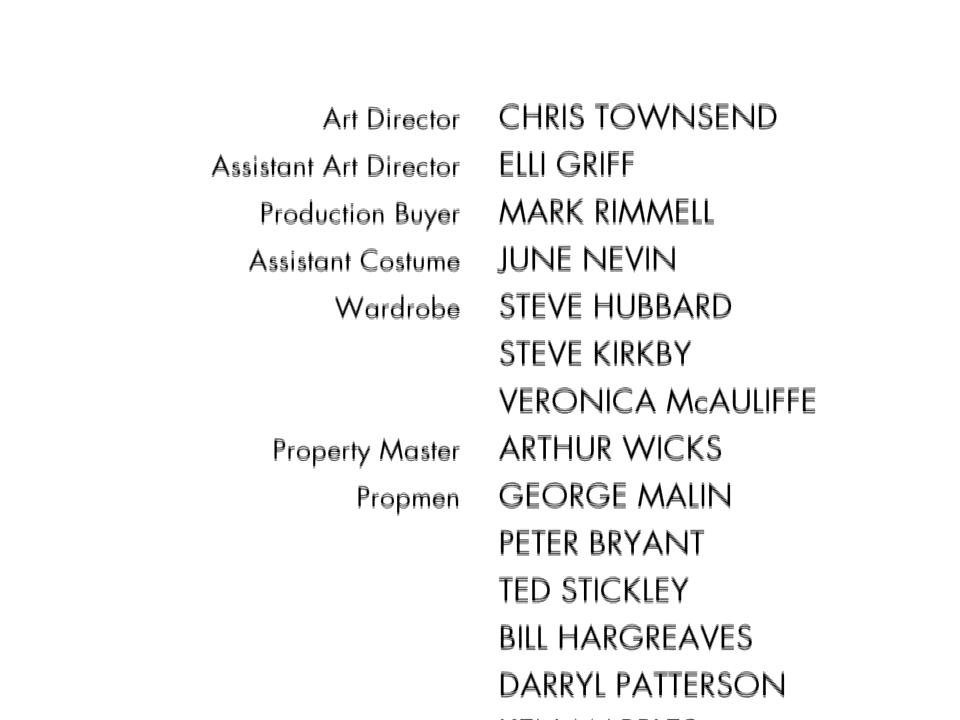 Art Director CHRIS TOWNSEND
Assistant Art Director ELLI GRIFF
Production Buyer MARK RIMMELL
Assistant Costume JUNE NEVIN
Wardrobe STEVE HUBBARD
STEVE KIRKBY
VERONICA McAULIFFE
Property Master ARTHUR WICKS
Propmen GEORGE MALIN
PETER BRYANT
TED STICKLEY
BILL HARGREAVES
DARRYL PATTERSON